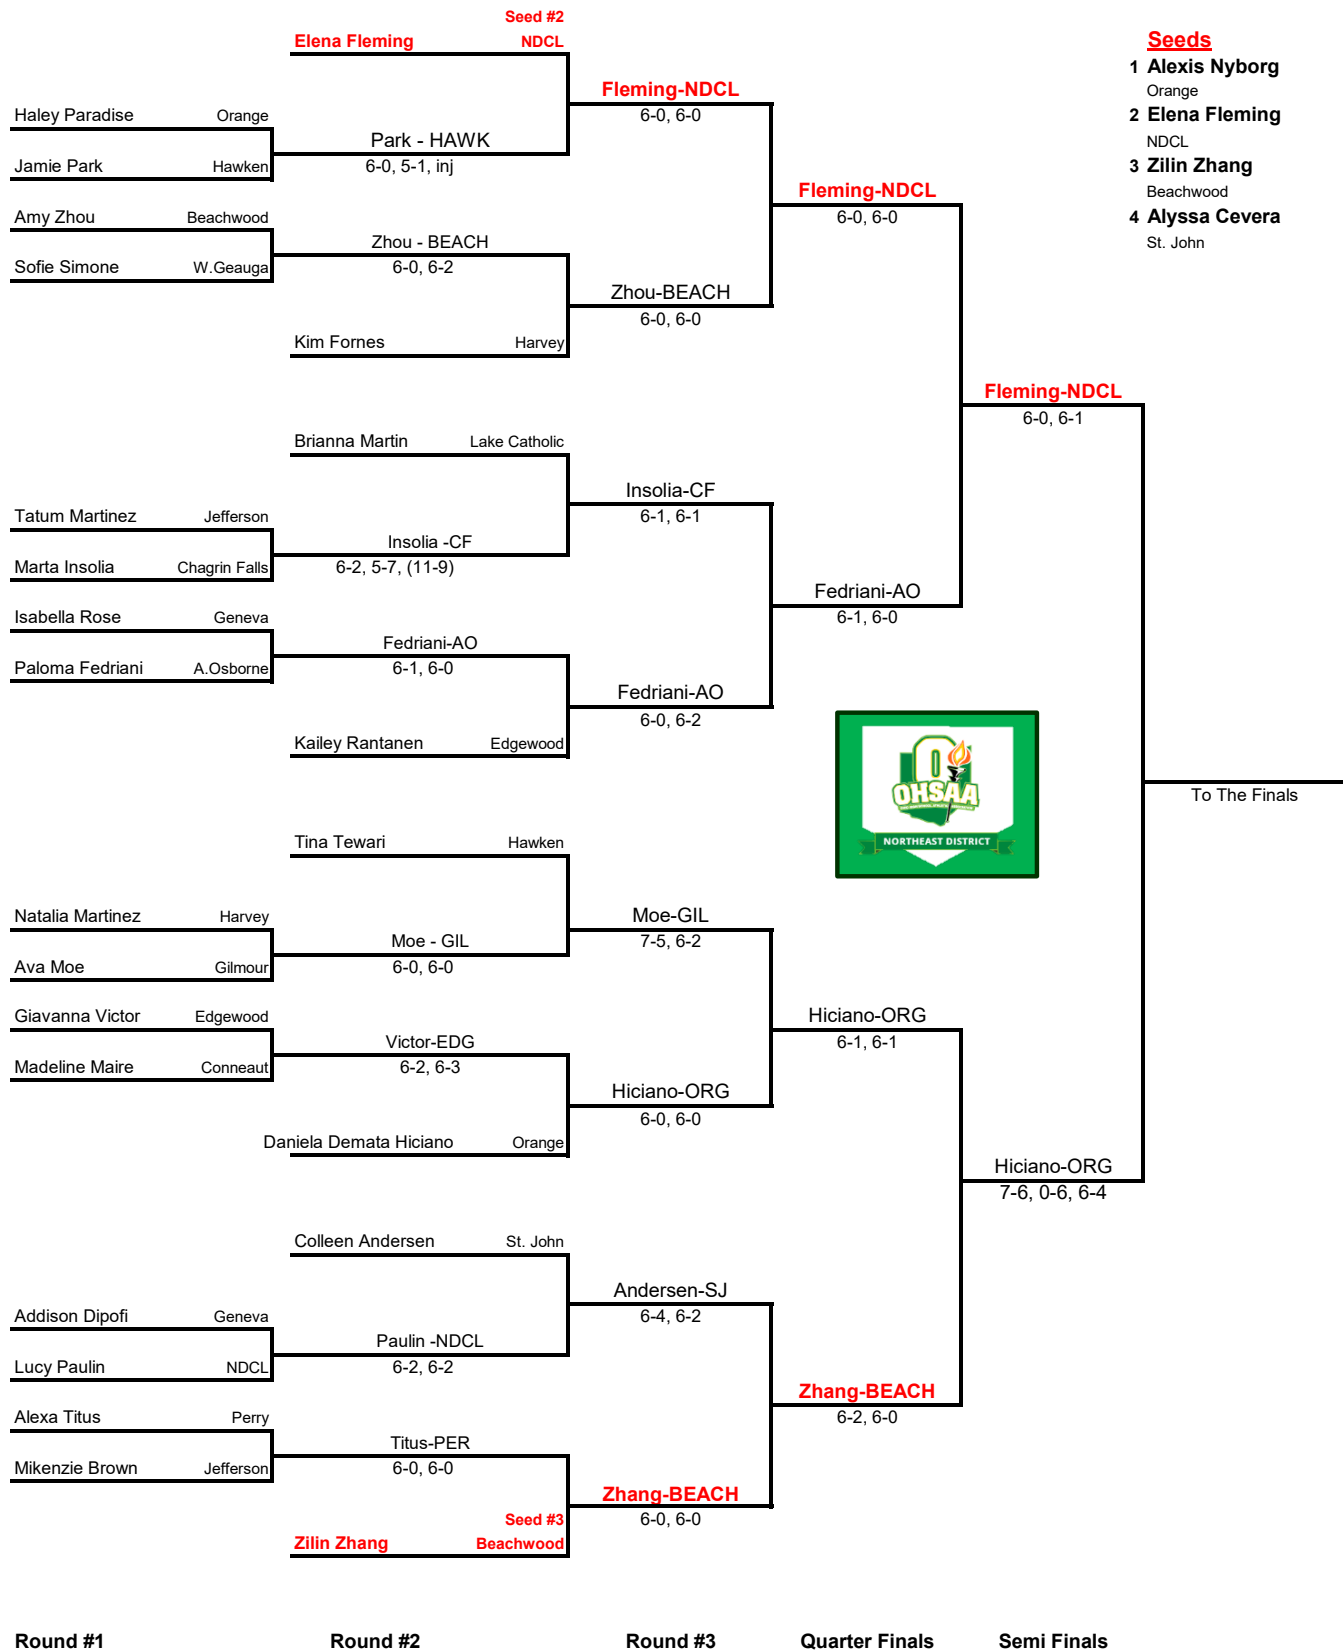 Seed #2
Elena Fleming NDCL
Seeds
1 Alexis Nyborg
Orange
2 Elena Fleming
NDCL
3 Zilin Zhang
Beachwood
4 Alyssa Cevera
St. John
Fleming-NDCL
6-0, 6-0
Haley Paradise Orange
Park - HAWK
6-0, 5-1, inj
Jamie Park Hawken
Fleming-NDCL
6-0, 6-0
Amy Zhou Beachwood
Zhou - BEACH
6-0, 6-2
Sofie Simone W.Geauga
Zhou-BEACH
6-0, 6-0
Kim Fornes Harvey
Fleming-NDCL
6-0, 6-1
Brianna Martin Lake Catholic
Insolia-CF
6-1, 6-1
Tatum Martinez Jefferson
Insolia -CF
6-2, 5-7, (11-9)
Marta Insolia Chagrin Falls
Fedriani-AO
6-1, 6-0
Isabella Rose Geneva
Fedriani-AO
6-1, 6-0
Paloma Fedriani A.Osborne
Fedriani-AO
6-0, 6-2
Kailey Rantanen Edgewood
OHSAA
NORTHEAST DISTRICT
To The Finals
Tina Tewari Hawken
Moe-GIL
7-5, 6-2
Natalia Martinez Harvey
Moe - GIL
6-0, 6-0
Ava Moe Gilmour
Hiciano-ORG
6-1, 6-1
Giavanna Victor Edgewood
Victor-EDG
6-2, 6-3
Madeline Maire Conneaut
Hiciano-ORG
6-0, 6-0
Daniela Demata Hiciano Orange
Hiciano-ORG
7-6, 0-6, 6-4
Colleen Andersen St. John
Andersen-SJ
6-4, 6-2
Addison Dipofi Geneva
Paulin -NDCL
6-2, 6-2
Lucy Paulin NDCL
Zhang-BEACH
6-2, 6-0
Alexa Titus Perry
Titus-PER
6-0, 6-0
Mikenzie Brown Jefferson
Zhang-BEACH
6-0, 6-0
Seed #3
Zilin Zhang Beachwood
Round #1 Round #2 Round #3 Quarter Finals Semi Finals